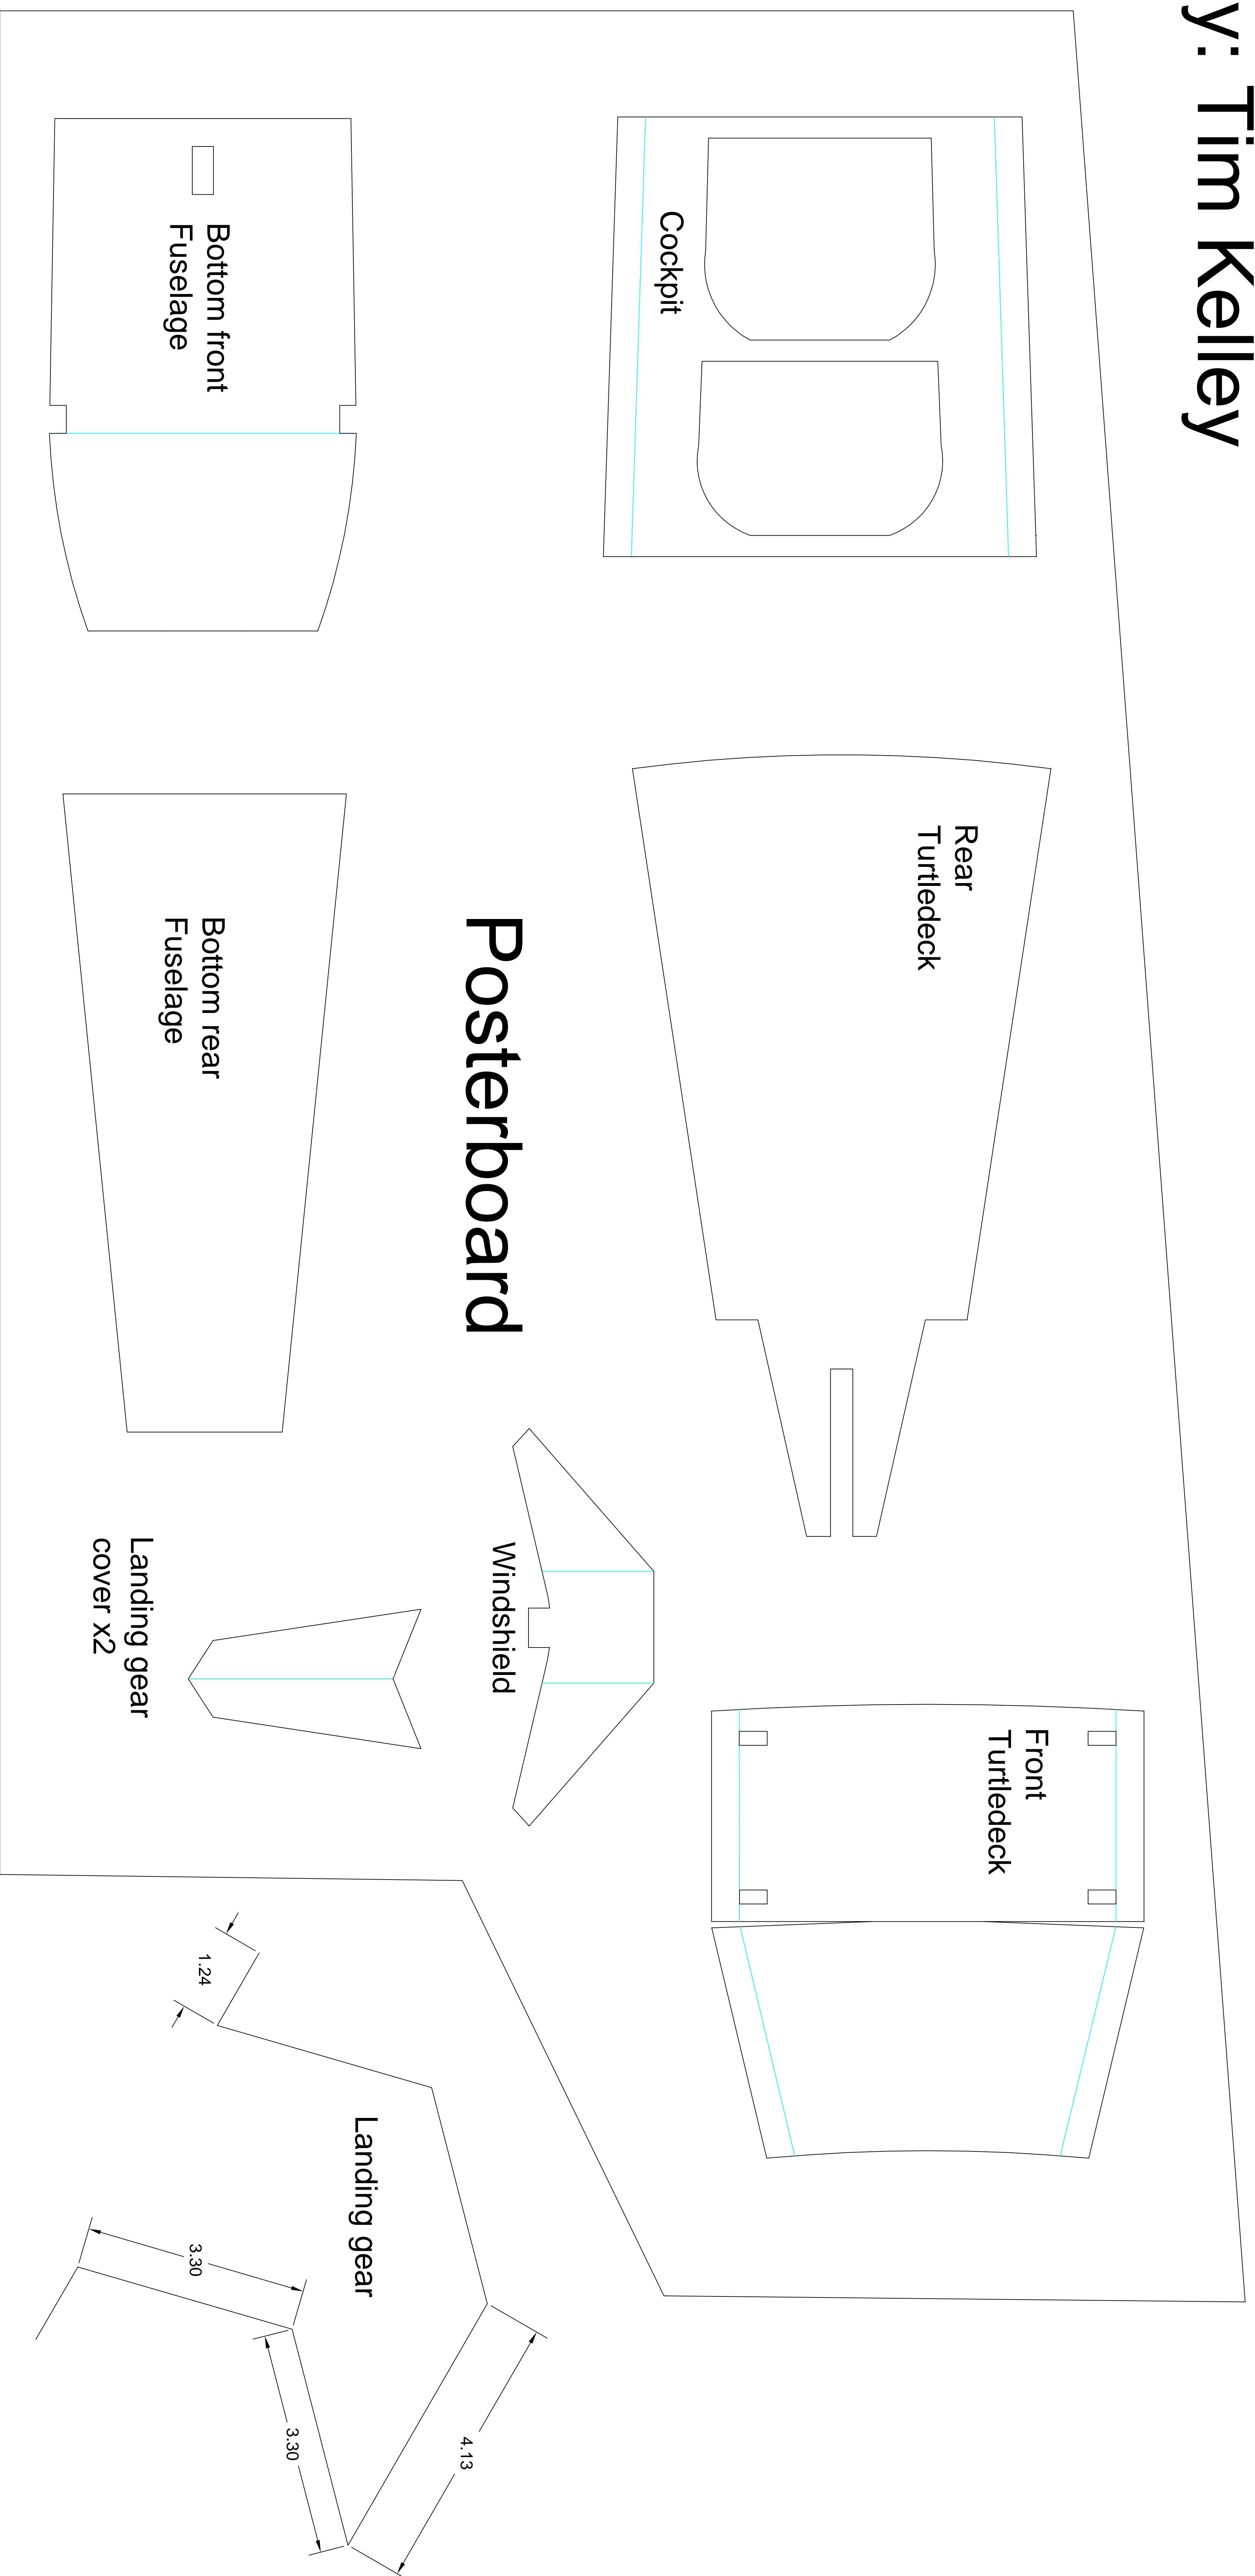 y: Tim Kelley
Cockpit
Bottom front
Fuselage
Rear
Turtledeck
Posterboard
Bottom rear
Fuselage
Front
Turtledeck
Windshield
Landing gear
cover x2
Landing gear
1.24
3.30
3.30
4.13